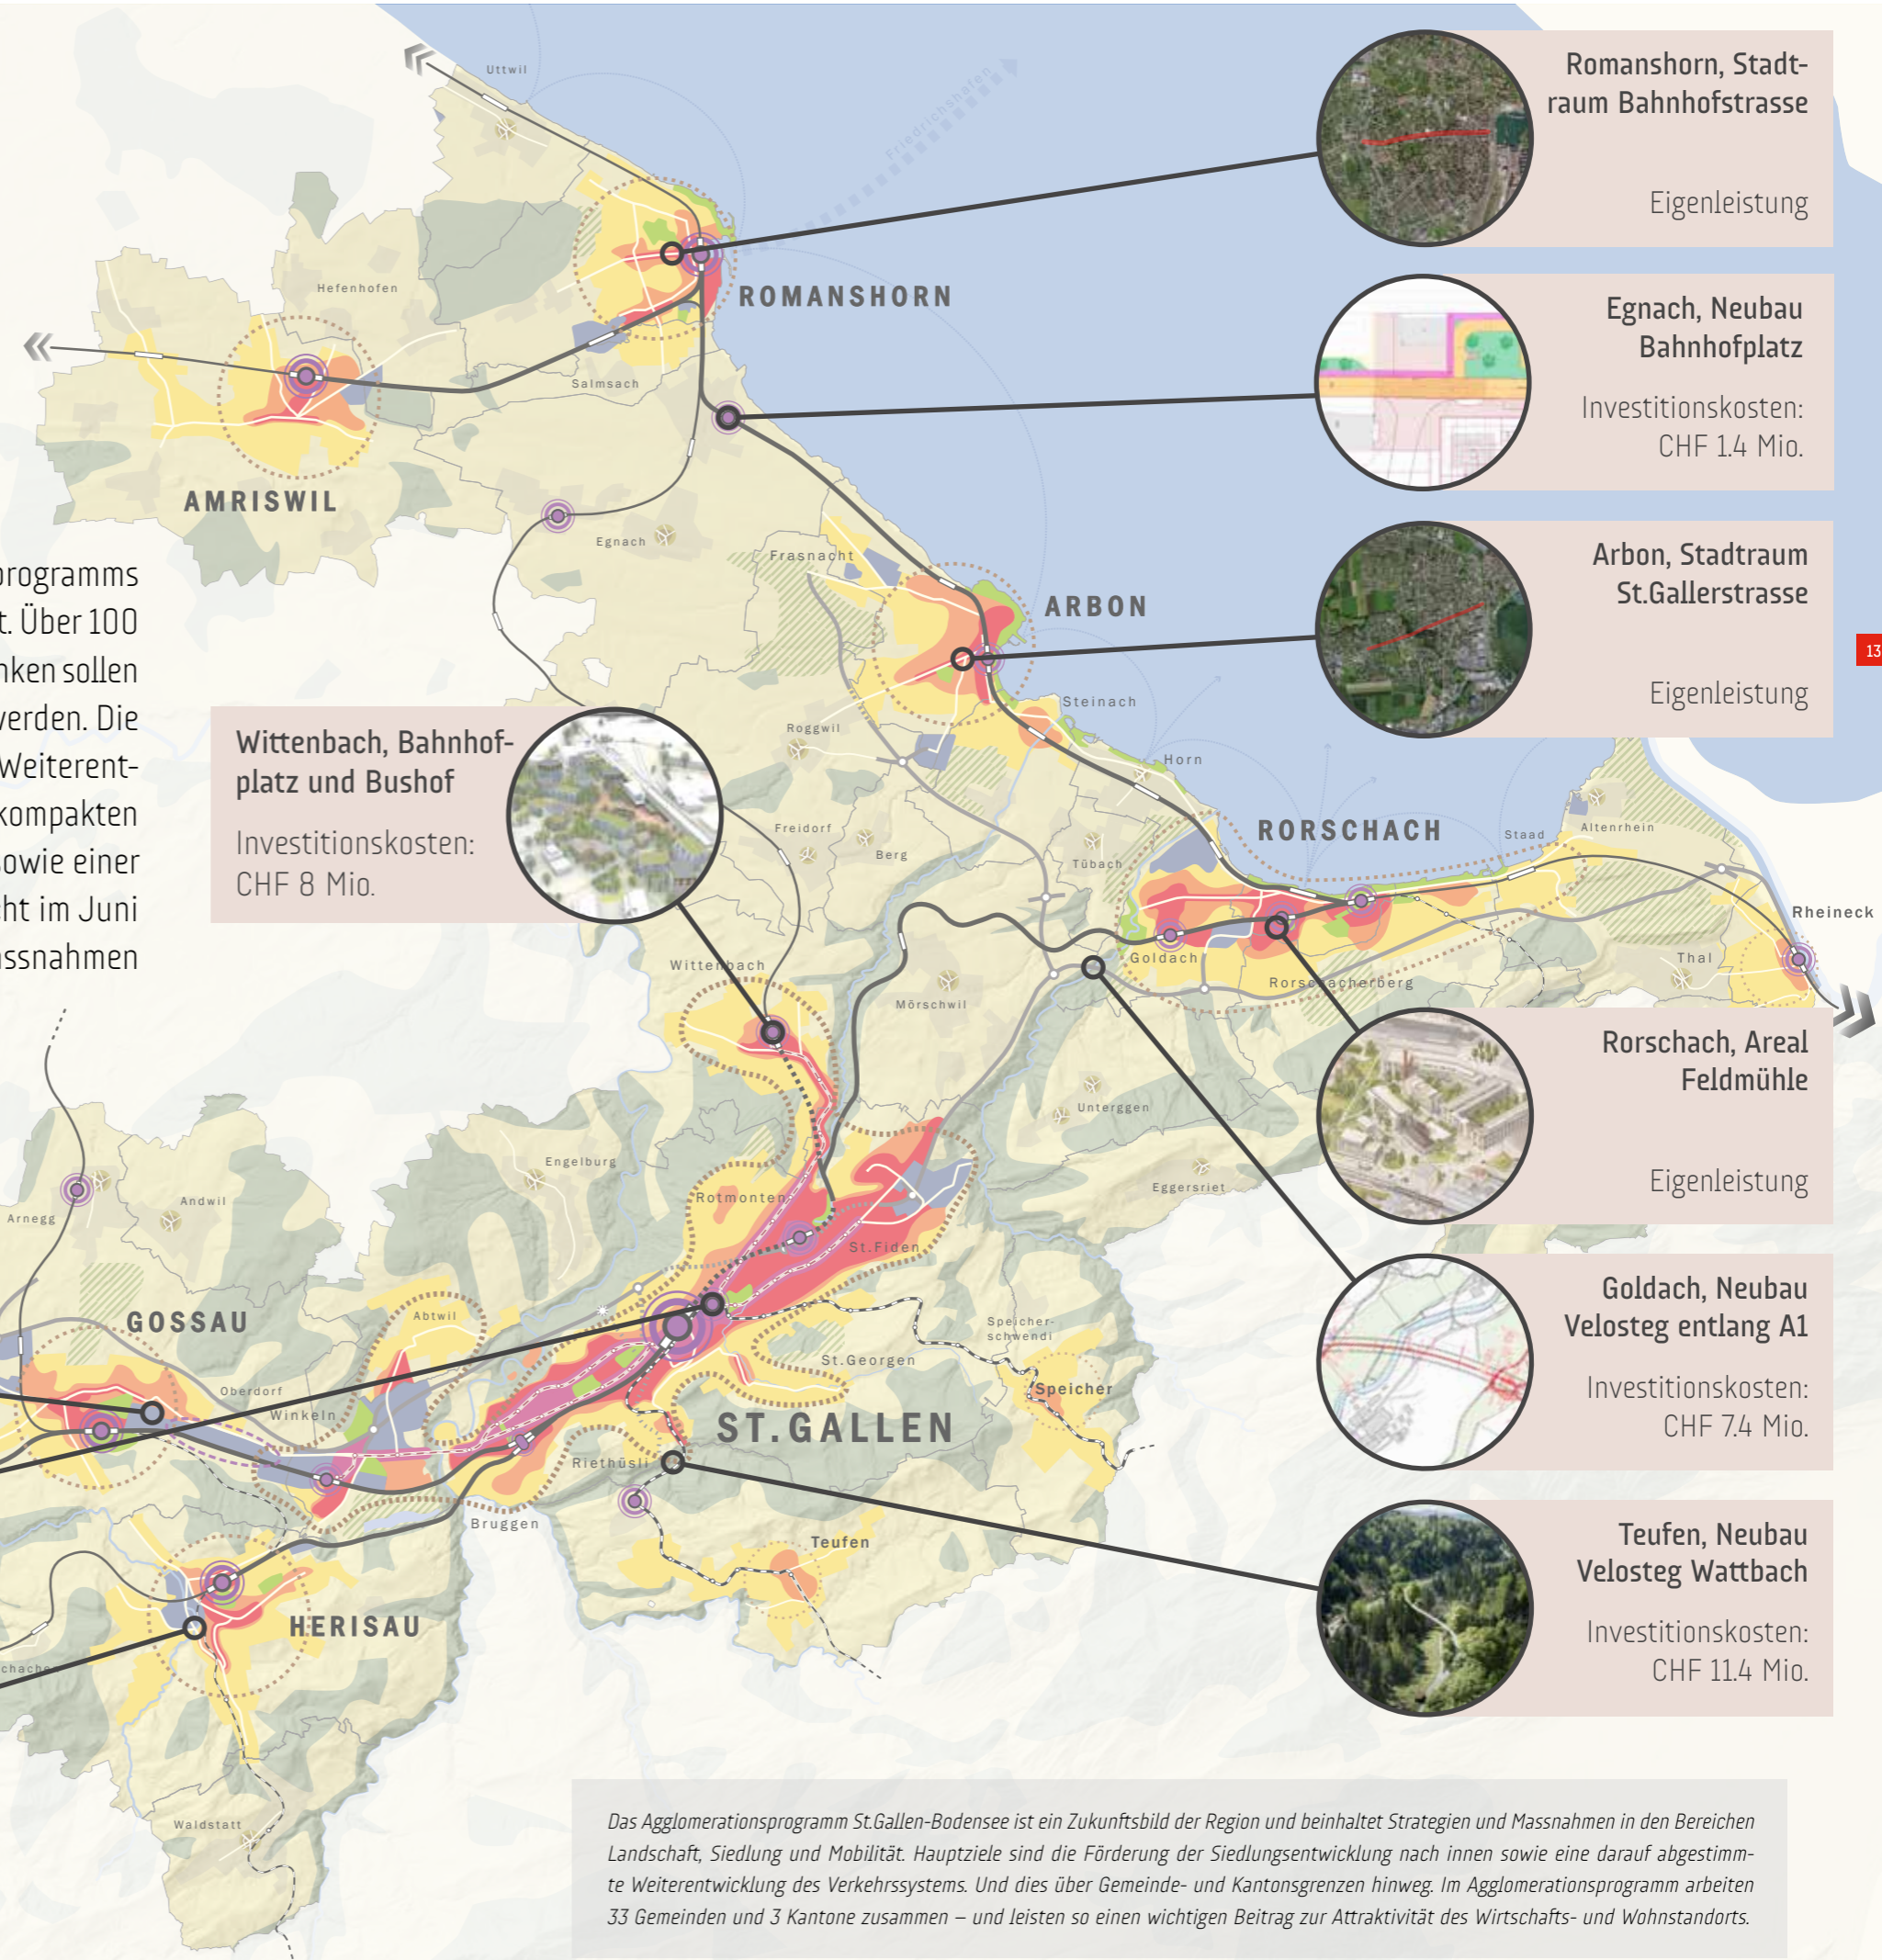 Uttwil
Friedrichshafen
Romanshorn, Stadt-
raum Bahnhofstrasse
Eigenleistung
Hefenhofen
ROMANSHORN
Egnach, Neubau
Bahnhofplatz
Investitionskosten:
CHF 1.4 Mio.
Salmsach
AMRISWIL
Egnach
Frasnacht
ARBON
Arbon, Stadtraum
St.Gallerstrasse
Eigenleistung
13
programms
t. Über 100
nken sollen
verden. Die
Weiterent-
kompakten
sowie einer
cht im Juni
assnahmen
Steinach
Roggwil
Horn
Wittenbach, Bahnhof-
platz und Bushof
Investitionskosten:
CHF 8 Mio.
Freidorf
Berg
Tübach
RORSCHACH
Staad
Altenrhein
Rheineck
Wittenbach
Goldach
Thal
Rorschacherberg
Mörschwil
Rorschach, Areal
Feldmühle
Eigenleistung
Unterggen
Engelburg
Eggersriet
Rotmonten
Andwil
Arnegg
St.Fiden
Goldach, Neubau
Velosteg entlang A1
Investitionskosten:
CHF 7.4 Mio.
GOSSAU
Abtwil
Speicher-
schwendi
St.Georgen
Speicher
Oberdorf
Winkeln
ST.GALLEN
Riethüsli
Bruggen
Teufen
Teufen, Neubau
Velosteg Wattbach
Investitionskosten:
CHF 11.4 Mio.
HERISAU
chachen
Waldstatt
Das Agglomerationsprogramm St.Gallen-Bodensee ist ein Zukunftsbild der Region und beinhaltet Strategien und Massnahmen in den Bereichen
Landschaft, Siedlung und Mobilität. Hauptziele sind die Förderung der Siedlungsentwicklung nach innen sowie eine darauf abgestimm-
te Weiterentwicklung des Verkehrssystems. Und dies über Gemeinde- und Kantonsgrenzen hinweg. Im Agglomerationsprogramm arbeiten
33 Gemeinden und 3 Kantone zusammen – und leisten so einen wichtigen Beitrag zur Attraktivität des Wirtschafts- und Wohnstandorts.